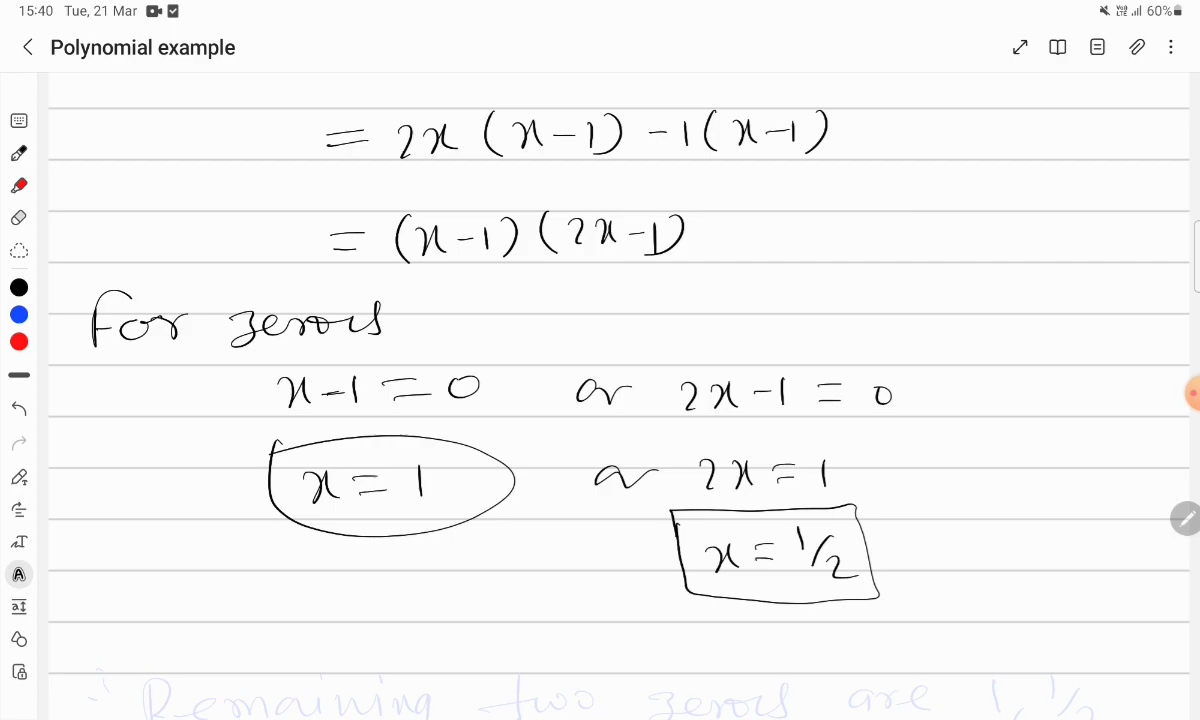 15:40 Tue, 21 Mar 60%
Polynomial example
= 2x (x-1) -1(x-1)
= (x-1) (2x-1)
For zeros
x-1=0 or 2x-1 = 0
x=1 or 2x=1
x = 1/2
∴ Remaining two zeros are 1, 1/2